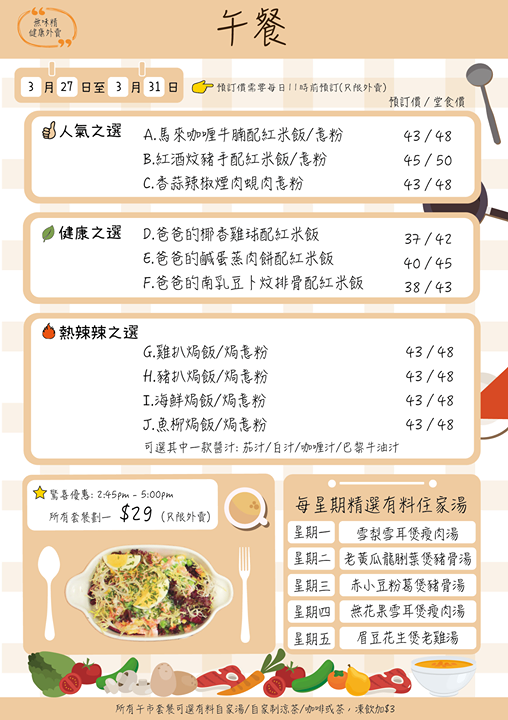 無味精
健康外賣
午餐
3 月 27 日至 3 月 31 日
預訂價需零每日11時前預訂(只限外賣)
預訂價 / 堂食價
人氣之選
A.馬來咖喱牛腩配紅米飯/意粉 43 / 48
B.紅酒炆豬手配紅米飯/意粉 45 / 50
C.香蒜辣椒煙肉蜆肉意粉 43 / 48
健康之選
D.爸爸的椰香雞球配紅米飯 37 / 42
E.爸爸的鹹蛋蒸肉餅配紅米飯 40 / 45
F.爸爸的南乳豆卜炆排骨配紅米飯 38 / 43
熱辣辣之選
G.雞扒焗飯/焗意粉 43 / 48
H.豬扒焗飯/焗意粉 43 / 48
I.海鮮焗飯/焗意粉 43 / 48
J.魚柳焗飯/焗意粉 43 / 48
可選其中一款醬汁: 茄汁/白汁/咖喱汁/巴黎牛油汁
驚喜優惠: 2:45pm - 5:00pm
所有套餐劃一 $29 (只限外賣)
每星期精選有料住家湯
星期一 雪梨雪耳煲瘦肉湯
星期二 老黃瓜龍脷葉煲豬骨湯
星期三 赤小豆粉葛煲豬骨湯
星期四 無花果雪耳煲瘦肉湯
星期五 眉豆花生煲老雞湯
所有午市套餐可選有料自家湯/自家制涼茶/咖啡或茶，凍飲加$3